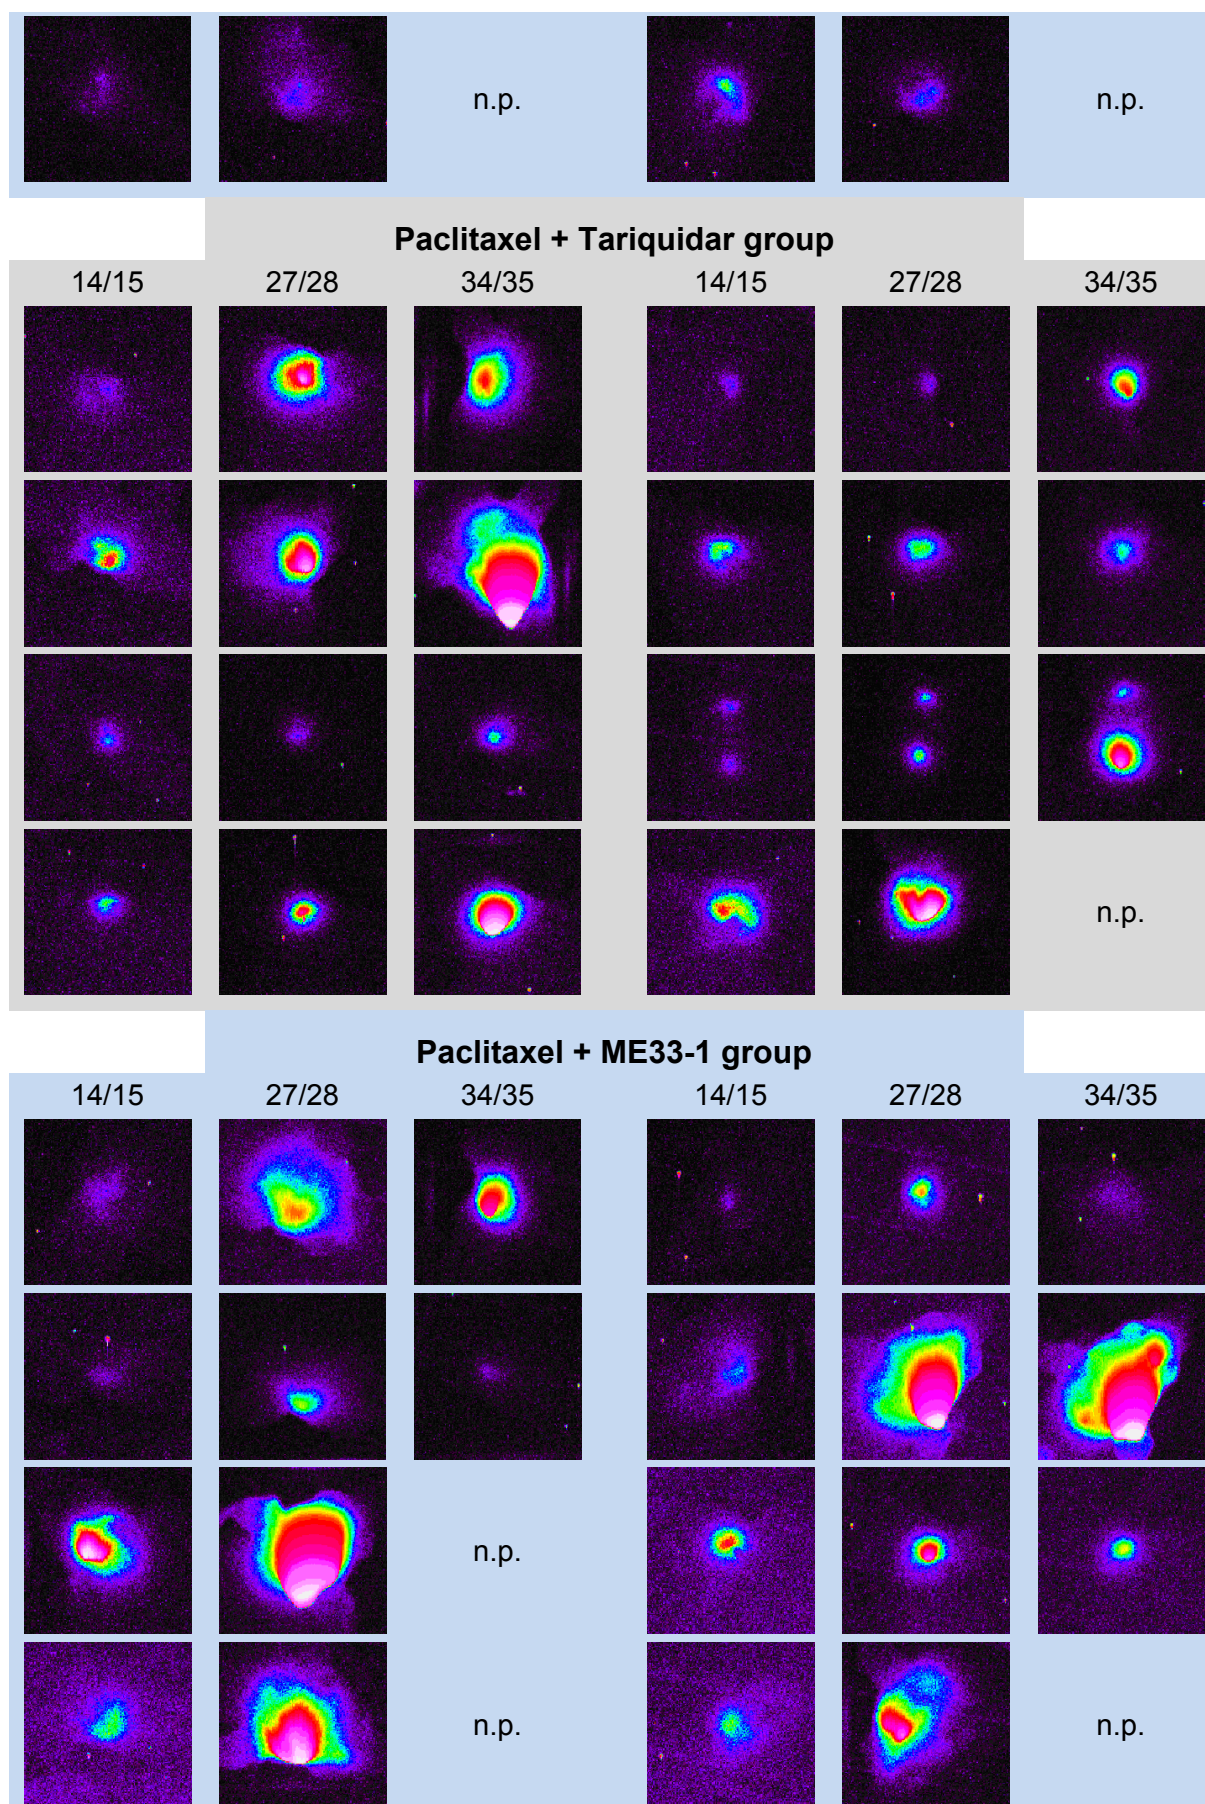 n.p. n.p.
Paclitaxel + Tariquidar group
14/15 27/28 34/35 14/15 27/28 34/35
n.p.
Paclitaxel + ME33-1 group
14/15 27/28 34/35 14/15 27/28 34/35
n.p.
n.p. n.p.